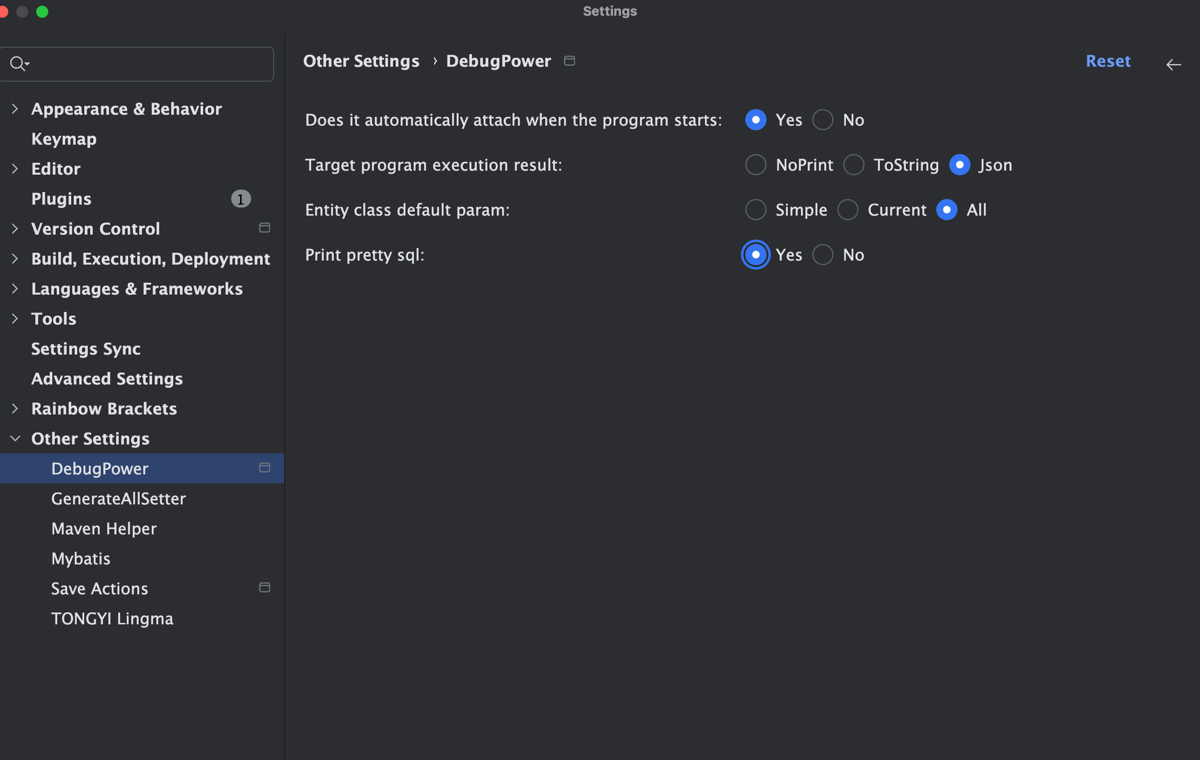 Settings
Other Settings › DebugPower
Reset
Appearance & Behavior
Keymap
Editor
Plugins 1
Version Control
Build, Execution, Deployment
Languages & Frameworks
Tools
Settings Sync
Advanced Settings
Rainbow Brackets
Other Settings
DebugPower
GenerateAllSetter
Maven Helper
Mybatis
Save Actions
TONGYI Lingma
Does it automatically attach when the program starts: Yes No
Target program execution result: NoPrint ToString Json
Entity class default param: Simple Current All
Print pretty sql: Yes No